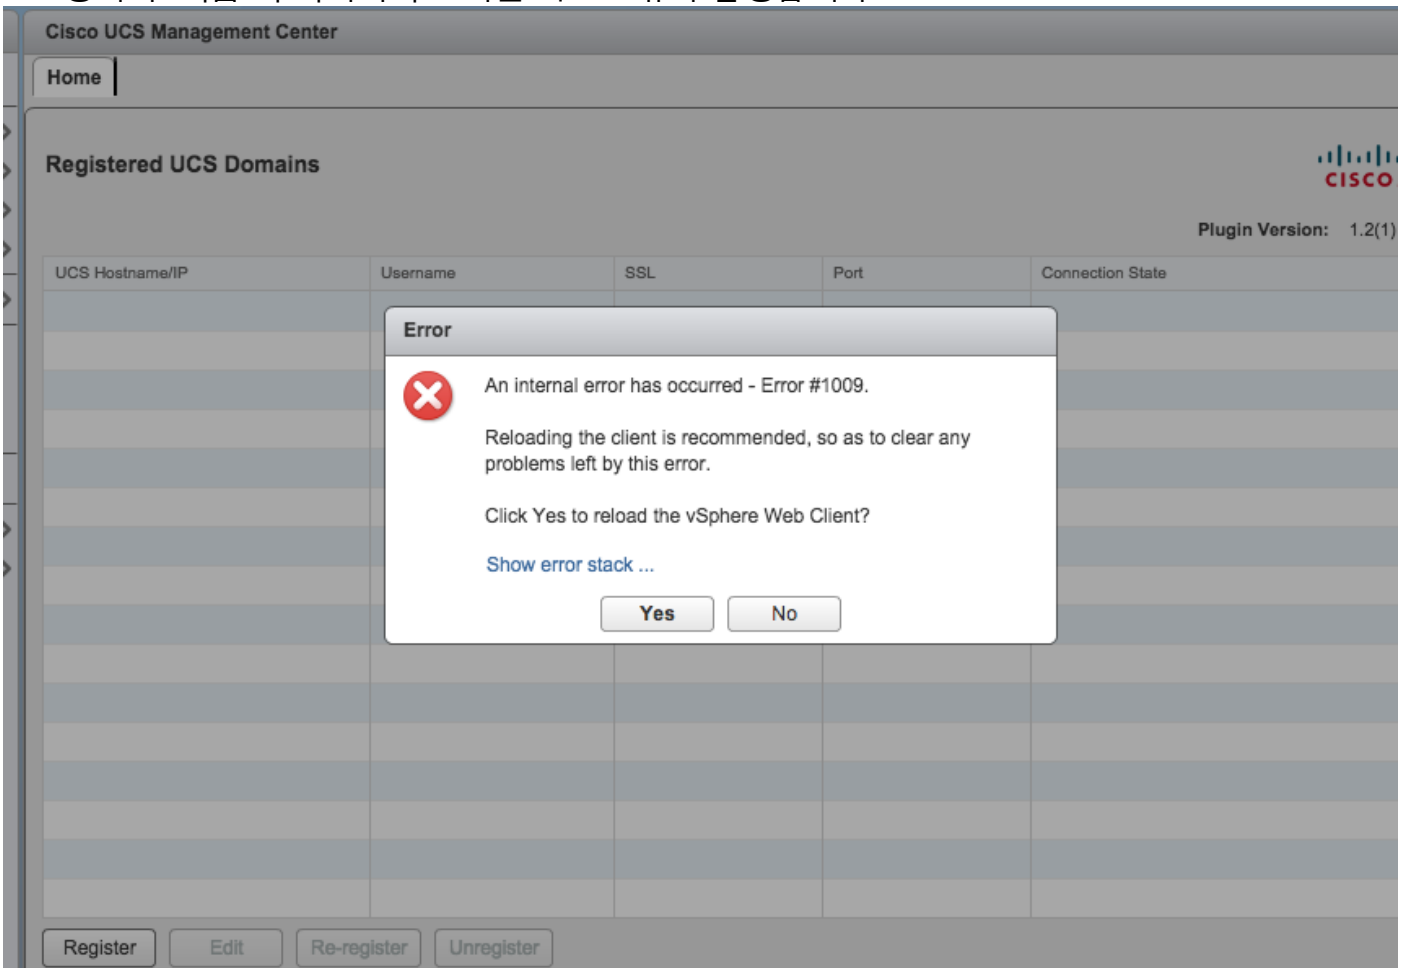 Cisco UCS Management Center
Home
Registered UCS Domains
CISCO
Plugin Version: 1.2(1)
UCS Hostname/IP Username SSL Port Connection State
Error
An internal error has occurred - Error #1009.
Reloading the client is recommended, so as to clear any
problems left by this error.
Click Yes to reload the vSphere Web Client?
Show error stack ...
Yes No
Register Edit Re-register Unregister